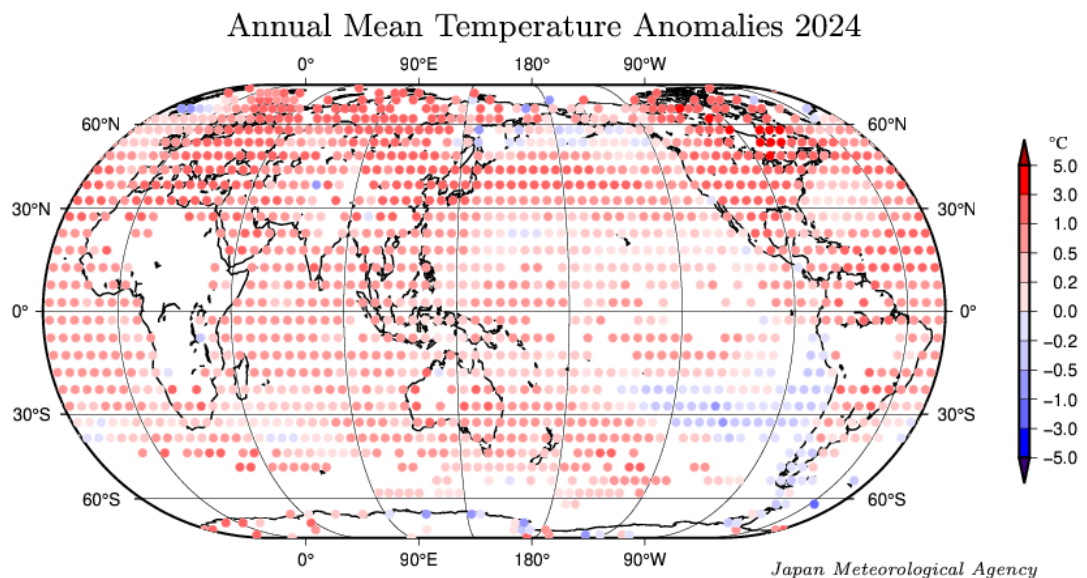 Annual Mean Temperature Anomalies 2024
0° 90°E 180° 90°W
°C
60°N 60°N
5.0
3.0
30°N 30°N
1.0
0.5
0.2
0° 0°
0.0
−0.2
−0.5
30°S 30°S
−1.0
−3.0
−5.0
60°S 60°S
0° 90°E 180° 90°W
Japan Meteorological Agency